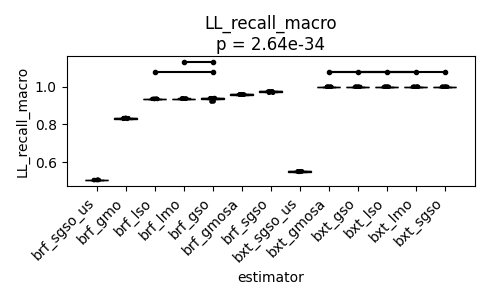 LL_recall_macro
p = 2.64e-34
LL_recall_macro
1.0
0.8
0.6
brf_sgso_us
brf_gmo
brf_lso
brf_lmo
brf_gso
brf_gmosa
brf_sgso
bxt_sgso_us
bxt_gmosa
bxt_gso
bxt_lso
bxt_lmo
bxt_sgso
estimator